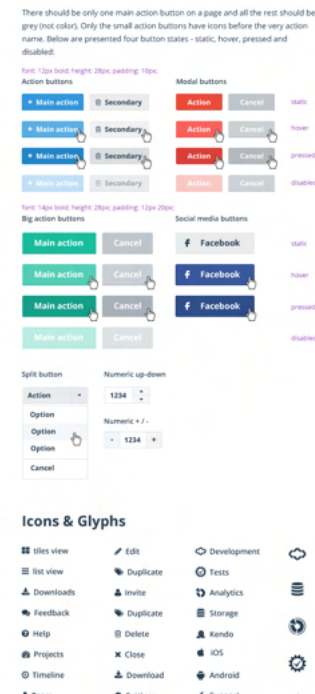 There should be only one main action button on a page and all the rest should be
grey (not color). Only the small action buttons have icons before the very action
name. Below are presented four button states - static, hover, pressed and
disabled:
font: 12px bold; height: 28px; padding: 10px;
Action buttons Modal buttons
+ Main action Secondary Action Cancel static
+ Main action Secondary Action Cancel hover
+ Main action Secondary Action Cancel pressed
+ Main action Secondary Action Cancel disabled
font: 14px bold; height: 28px; padding: 12px 20px;
Big action buttons Social media buttons
Main action Cancel f Facebook static
Main action Cancel f Facebook hover
Main action Cancel f Facebook pressed
Main action Cancel disabled
Split button Numeric up-down
Action 1234
Option
Numeric + / -
Option - 1234 +
Option
Cancel
Icons & Glyphs
tiles view Edit Development
list view Duplicate Tests
Downloads Invite Analytics
Feedback Duplicate Storage
Help Delete Kendo
Projects Close iOS
Timeline Download Android